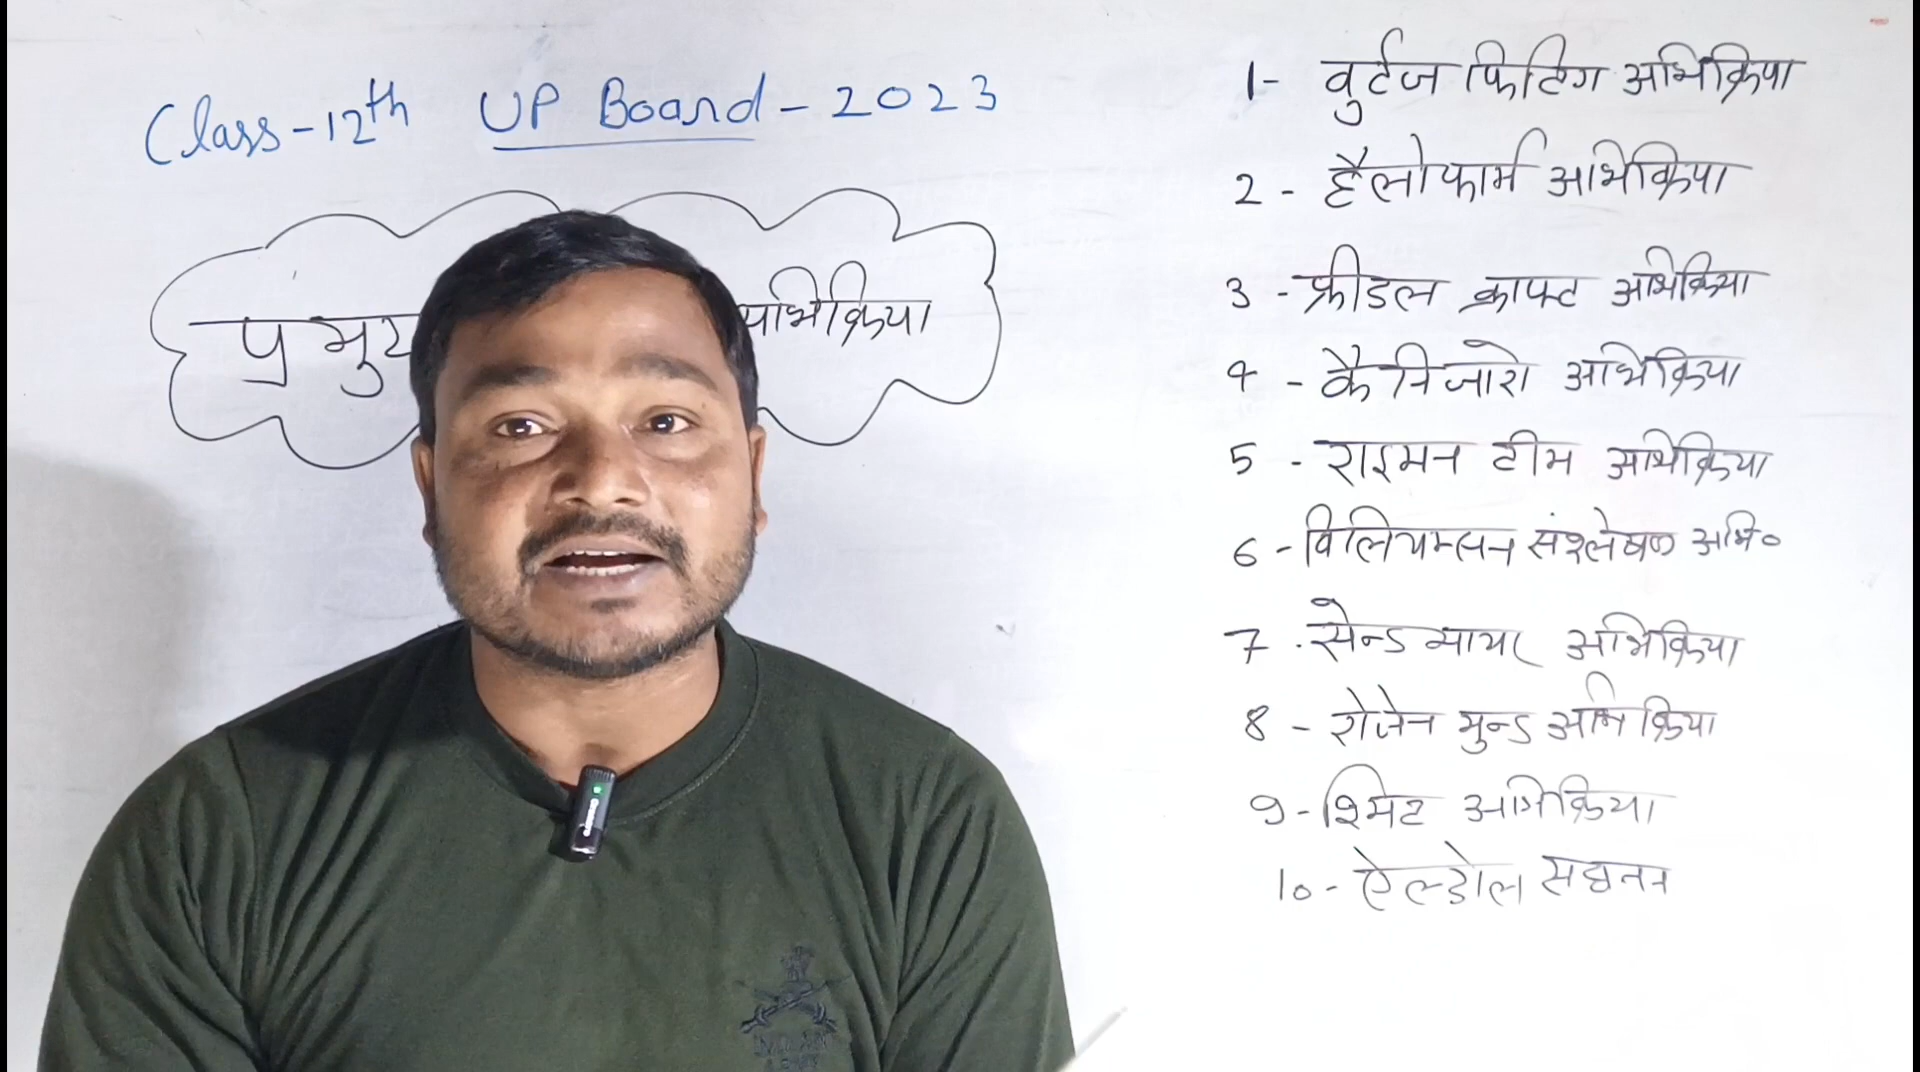 Class-12th UP Board-2023
अभिक्रिया
1- वुर्टज फिटिग अभिक्रिया
2- हैलोफार्म अभिक्रिया
3-फ्रीडल क्राफ्ट अभिक्रिया
4-कैनिजारो अभिक्रिया
5-राइमन टीम अभिक्रिया
6-विलियम्सन संश्लेषण अभि०
7.सेन्ड मायर अभिक्रिया
8-रोजेन मुन्ड अभिक्रिया
9-श्मिट अभिक्रिया
10-ऐल्डोल संघनन